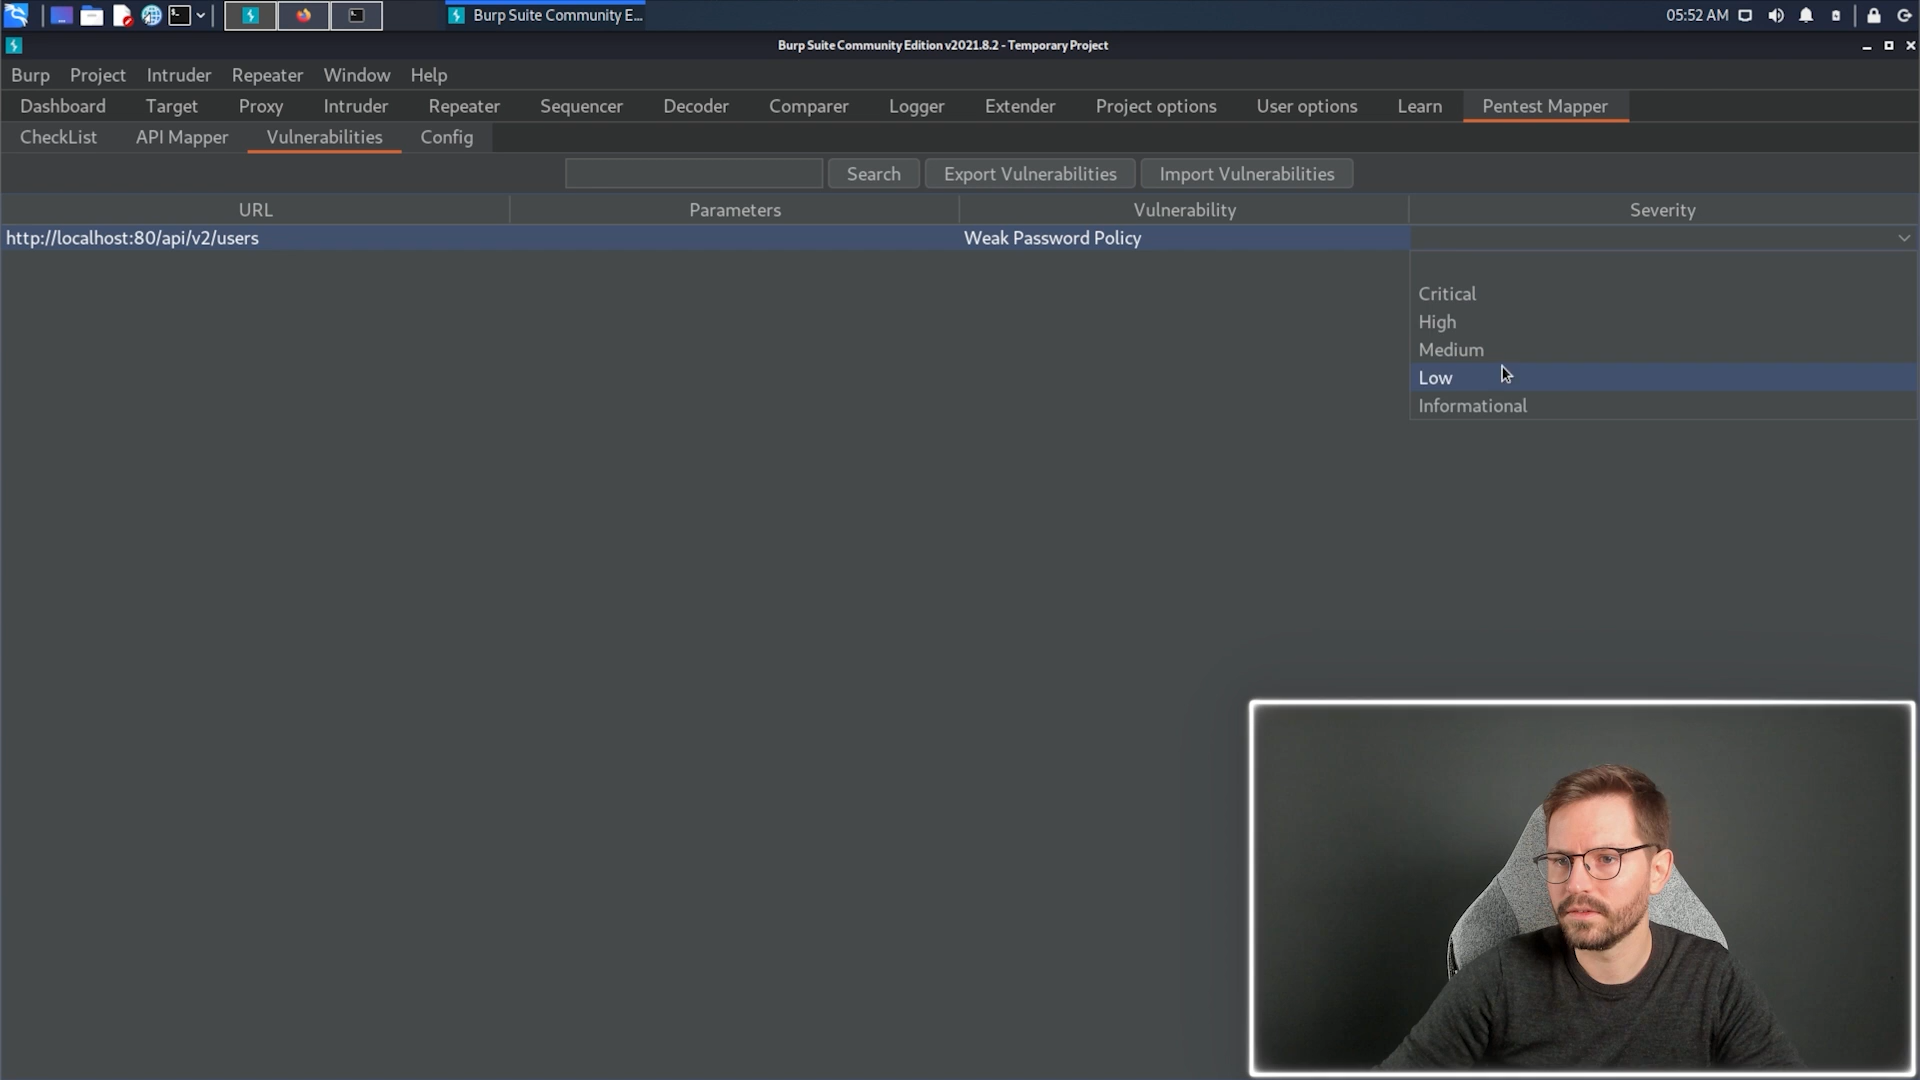 Burp Suite Community E... 05:52 AM
Burp Suite Community Edition v2021.8.2 - Temporary Project
Burp Project Intruder Repeater Window Help
Dashboard Target Proxy Intruder Repeater Sequencer Decoder Comparer Logger Extender Project options User options Learn Pentest Mapper
CheckList API Mapper Vulnerabilities Config
Search Export Vulnerabilities Import Vulnerabilities
URL Parameters Vulnerability Severity
http://localhost:80/api/v2/users Weak Password Policy
Critical
High
Medium
Low
Informational